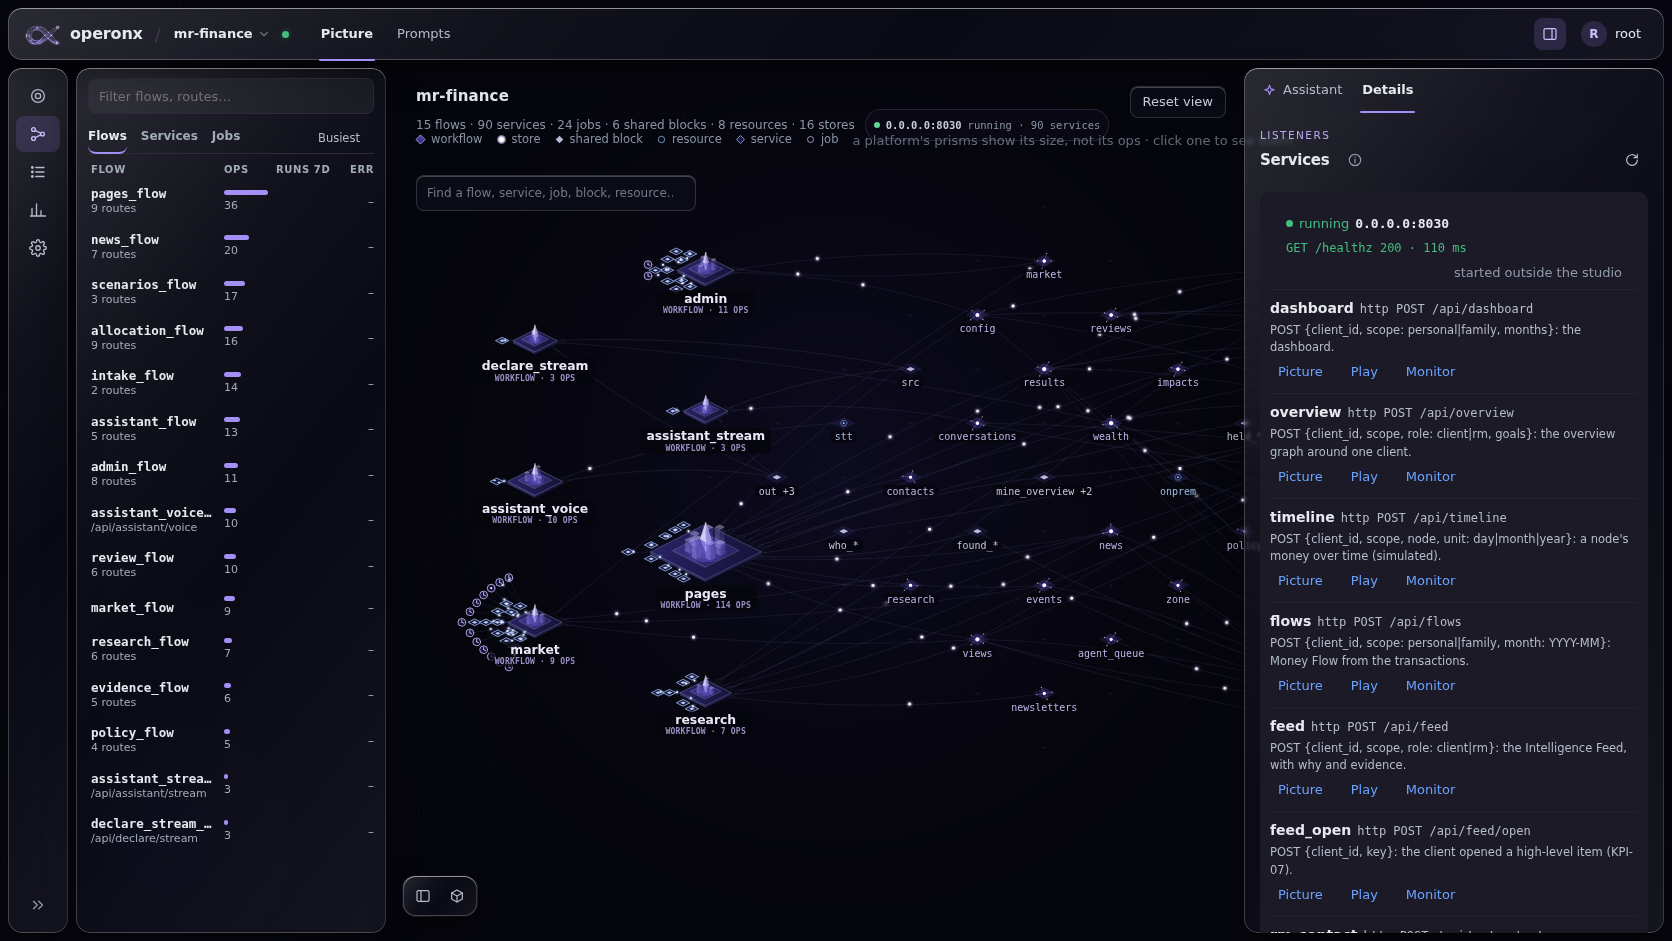 operonx / mr-finance
Picture
Prompts
R root
Filter flows, routes...
Flows Services Jobs Busiest
FLOW OPS RUNS 7D ERR
pages_flow
9 routes 36 –
news_flow
7 routes 20 –
scenarios_flow
3 routes 17 –
allocation_flow
9 routes 16 –
intake_flow
2 routes 14 –
assistant_flow
5 routes 13 –
admin_flow
8 routes 11 –
assistant_voice…
/api/assistant/voice 10 –
review_flow
6 routes 10 –
market_flow 9 –
research_flow
6 routes 7 –
evidence_flow
5 routes 6 –
policy_flow
4 routes 5 –
assistant_strea…
/api/assistant/stream 3 –
declare_stream_…
/api/declare/stream 3 –
mr-finance
Reset view
15 flows · 90 services · 24 jobs · 6 shared blocks · 8 resources · 16 stores
0.0.0.0:8030 running · 90 services
workflow store shared block resource service job
a platform's prisms show its size, not its ops · click one to see
Find a flow, service, job, block, resource..
admin
WORKFLOW · 11 OPS
market
config
reviews
declare_stream
WORKFLOW · 3 OPS
src
results
impacts
assistant_stream
WORKFLOW · 3 OPS
stt
conversations
wealth
assistant_voice
WORKFLOW · 10 OPS
out +3
contacts
mine_overview +2
onprem
pages
WORKFLOW · 114 OPS
who_*
found_*
news
research
events
zone
market
WORKFLOW · 9 OPS
views
agent_queue
research
WORKFLOW · 7 OPS
newsletters
Assistant Details
LISTENERS
Services
running 0.0.0.0:8030
GET /healthz 200 · 110 ms
started outside the studio
dashboard http POST /api/dashboard
POST {client_id, scope: personal|family, months}: the
dashboard.
Picture Play Monitor
overview http POST /api/overview
POST {client_id, scope, role: client|rm, goals}: the overview
graph around one client.
Picture Play Monitor
timeline http POST /api/timeline
POST {client_id, scope, node, unit: day|month|year}: a node's
money over time (simulated).
Picture Play Monitor
flows http POST /api/flows
POST {client_id, scope: personal|family, month: YYYY-MM}:
Money Flow from the transactions.
Picture Play Monitor
feed http POST /api/feed
POST {client_id, scope, role: client|rm}: the Intelligence Feed,
with why and evidence.
Picture Play Monitor
feed_open http POST /api/feed/open
POST {client_id, key}: the client opened a high-level item (KPI-
07).
Picture Play Monitor